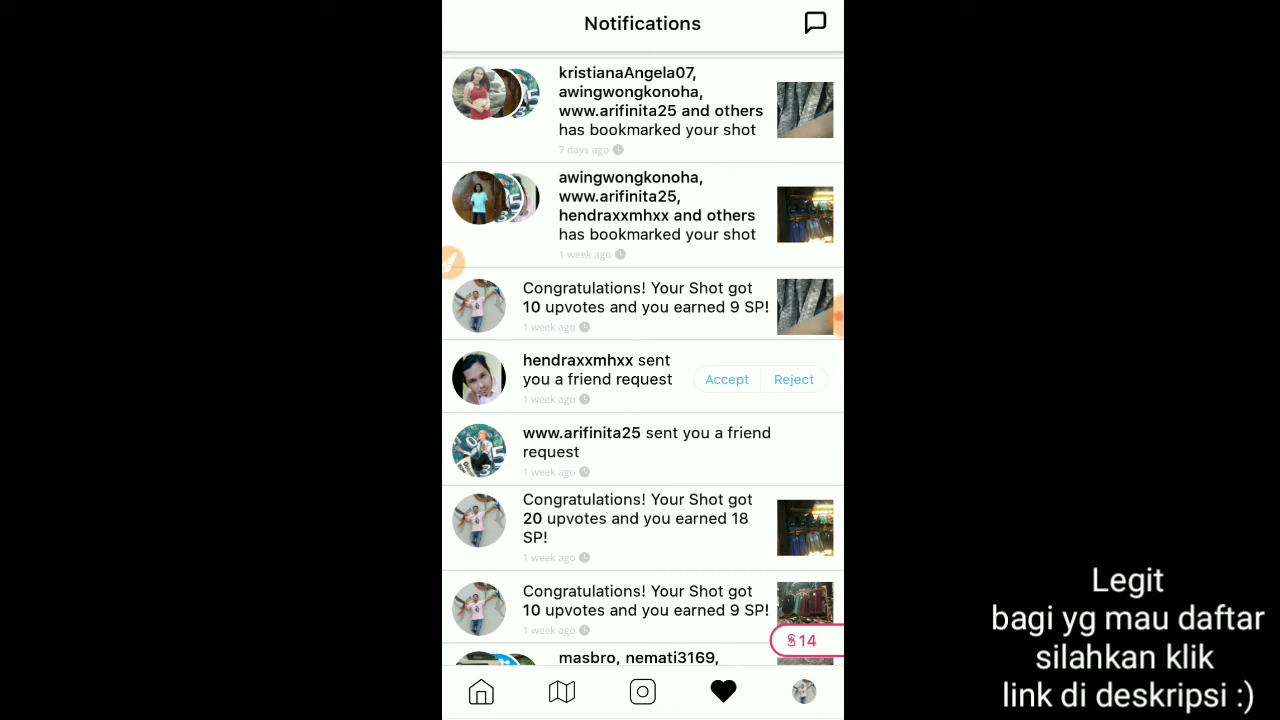 Notifications
kristianaAngela07,
awingwongkonoha,
www.arifinita25 and others
has bookmarked your shot
7 days ago
awingwongkonoha,
www.arifinita25,
hendraxxmhxx and others
has bookmarked your shot
1 week ago
Congratulations! Your Shot got
10 upvotes and you earned 9 SP!
1 week ago
hendraxxmhxx sent
you a friend request
Accept
Reject
1 week ago
www.arifinita25 sent you a friend
request
1 week ago
Congratulations! Your Shot got
20 upvotes and you earned 18
SP!
1 week ago
Congratulations! Your Shot got
10 upvotes and you earned 9 SP!
1 week ago
14
masbro, nemati3169,
Legit
bagi yg mau daftar
silahkan klik
link di deskripsi :)